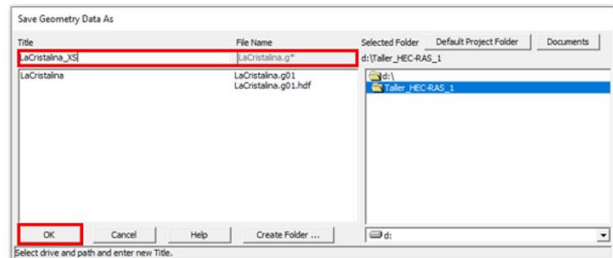 Save Geometry Data As
Title File Name Selected Folder Default Project Folder Documents
LaCristalina_XS LaCristalina.g* d:\Taller_HEC-RAS_1
LaCristalina LaCristalina.g01 d:\
LaCristalina.g01.hdf Taller_HEC-RAS_1
OK Cancel Help Create Folder ... d:
Select drive and path and enter new Title.